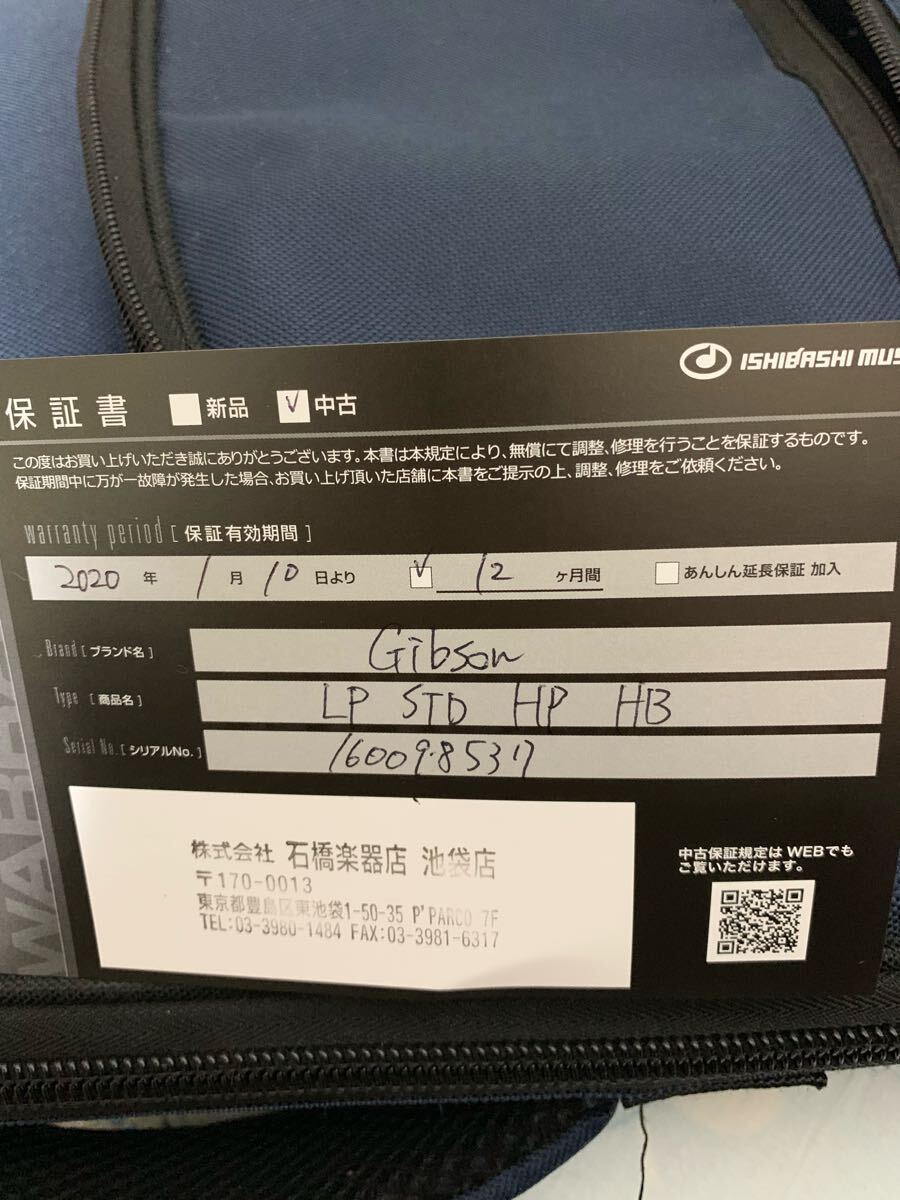 ISHIBASHI MUS
保証書 新品 ✓ 中古
この度はお買い上げいただき誠にありがとうございます。本書は本規定により、無償にて調整、修理を行うことを保証するものです。
保証期間中に万が一故障が発生した場合、お買い上げ頂いた店舗に本書をご提示の上、調整、修理をご依頼ください。
warranty period [ 保証有効期間 ]
2020 年 1 月 10 日より ✓ 12 ヶ月間 あんしん延長保証 加入
Brand [ ブランド名 ] Gibson
Type [ 商品名 ] LP STD HP HB
Serial No. [ シリアルNo. ] 160098537
株式会社 石橋楽器店 池袋店
〒170-0013
東京都豊島区東池袋1-50-35 P'PARCO 7F
TEL:03-3980-1484 FAX:03-3981-6317
中古保証規定は WEBでも
ご覧いただけます。